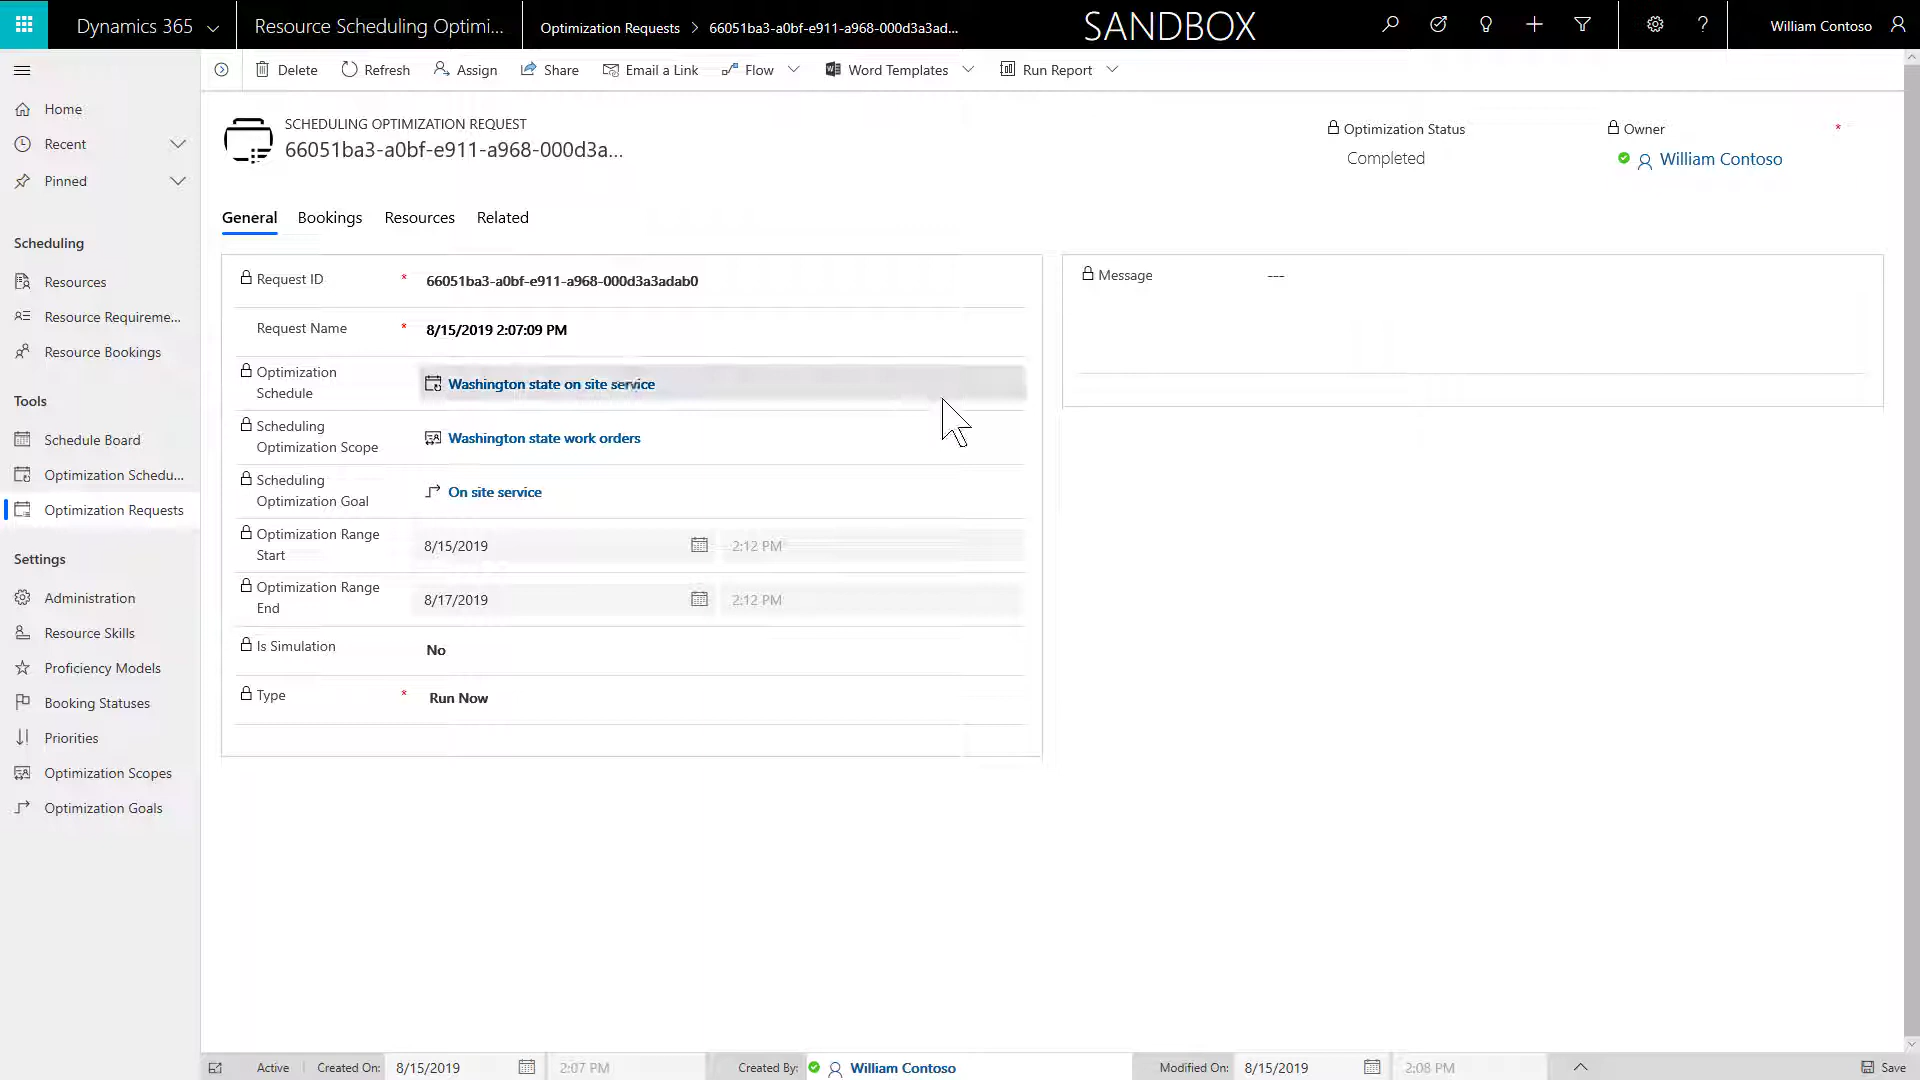 Dynamics 365
Resource Scheduling Optimi...
Optimization Requests > 66051ba3-a0bf-e911-a968-000d3a3ad...
SANDBOX
William Contoso
Delete
Refresh
Assign
Share
Email a Link
Flow
Word Templates
Run Report
Home
Recent
Pinned
Scheduling
Resources
Resource Requireme...
Resource Bookings
Tools
Schedule Board
Optimization Schedu...
Optimization Requests
Settings
Administration
Resource Skills
Proficiency Models
Booking Statuses
Priorities
Optimization Scopes
Optimization Goals
SCHEDULING OPTIMIZATION REQUEST
66051ba3-a0bf-e911-a968-000d3a...
Optimization Status
Completed
Owner *
William Contoso
General
Bookings
Resources
Related
Request ID * 66051ba3-a0bf-e911-a968-000d3a3adab0
Request Name * 8/15/2019 2:07:09 PM
Optimization
Schedule
Washington state on site service
Scheduling
Optimization Scope
Washington state work orders
Scheduling
Optimization Goal
On site service
Optimization Range
Start
8/15/2019 2:12 PM
Optimization Range
End
8/17/2019 2:12 PM
Is Simulation No
Type * Run Now
Message ---
Active Created On: 8/15/2019 2:07 PM Created By: William Contoso Modified On: 8/15/2019 2:08 PM Save